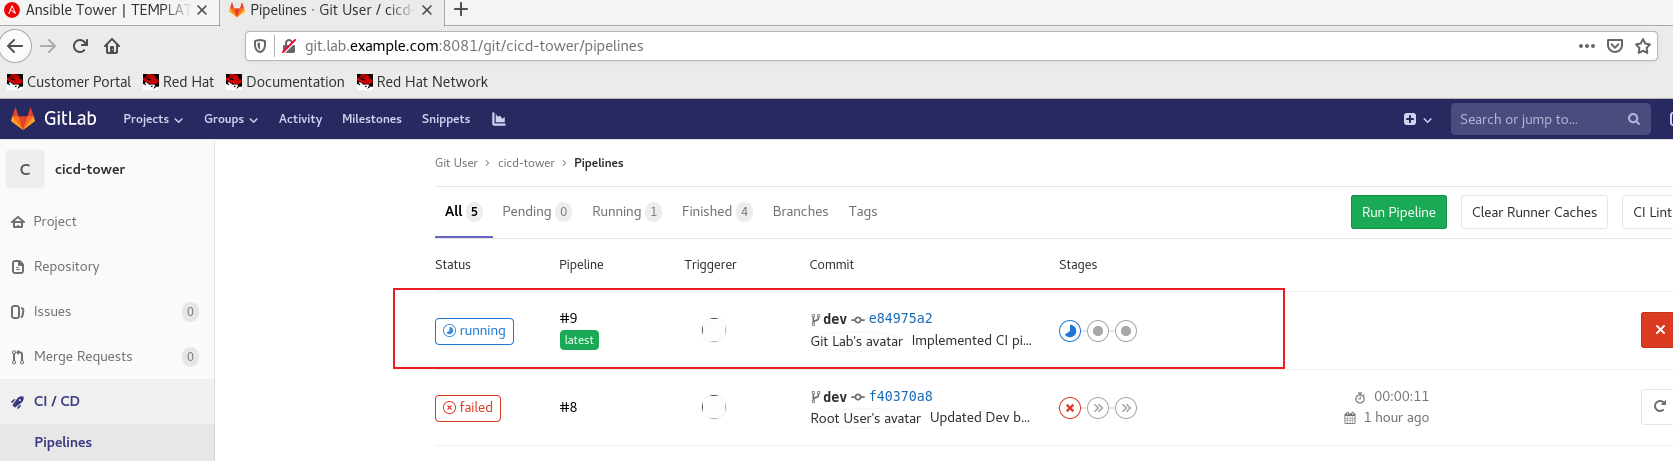 Ansible Tower | TEMPLAT
Pipelines · Git User / cicd-
git.lab.example.com:8081/git/cicd-tower/pipelines
Customer Portal Red Hat Documentation Red Hat Network
GitLab Projects Groups Activity Milestones Snippets Search or jump to...
C cicd-tower
Git User > cicd-tower > Pipelines
All 5 Pending 0 Running 1 Finished 4 Branches Tags Run Pipeline Clear Runner Caches CI Lint
Project
Repository
Issues 0
Merge Requests 0
CI / CD
Pipelines
Status Pipeline Triggerer Commit Stages
running #9 latest dev e84975a2
Git Lab's avatar Implemented CI pi...
failed #8 dev f40370a8 00:00:11
Root User's avatar Updated Dev b... 1 hour ago